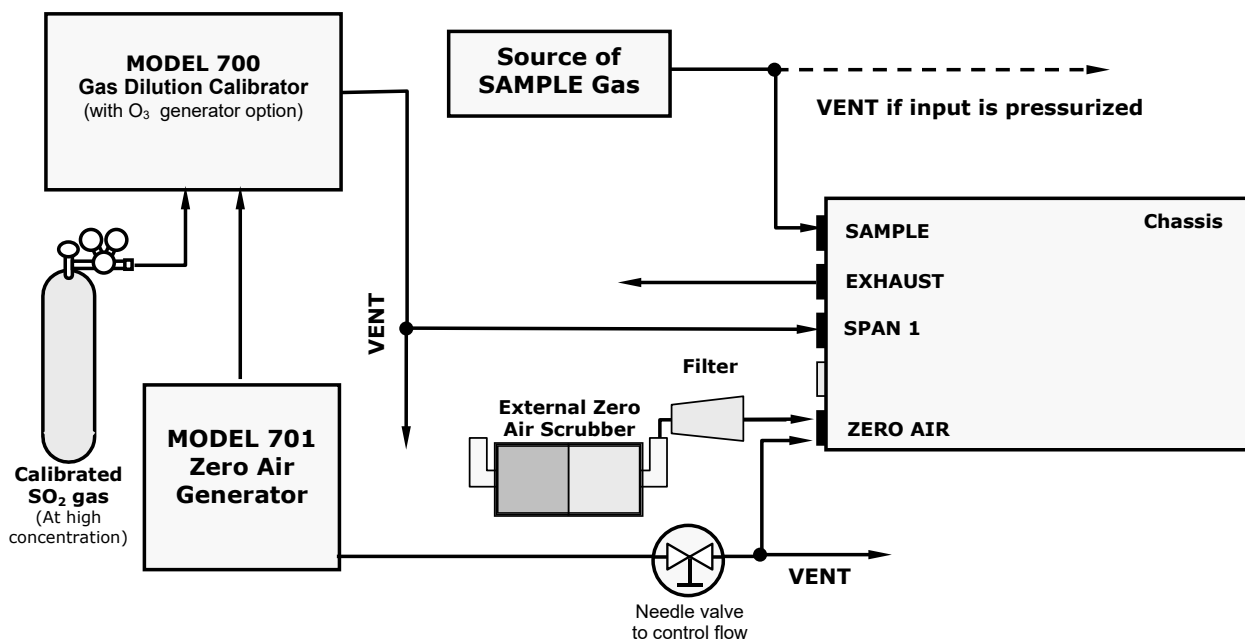 MODEL 700
Gas Dilution Calibrator
(with O₃ generator option)
Source of
SAMPLE Gas
VENT if input is pressurized
Chassis
SAMPLE
EXHAUST
SPAN 1
ZERO AIR
VENT
Filter
External Zero
Air Scrubber
MODEL 701
Zero Air
Generator
Calibrated
SO₂ gas
(At high
concentration)
VENT
Needle valve
to control flow